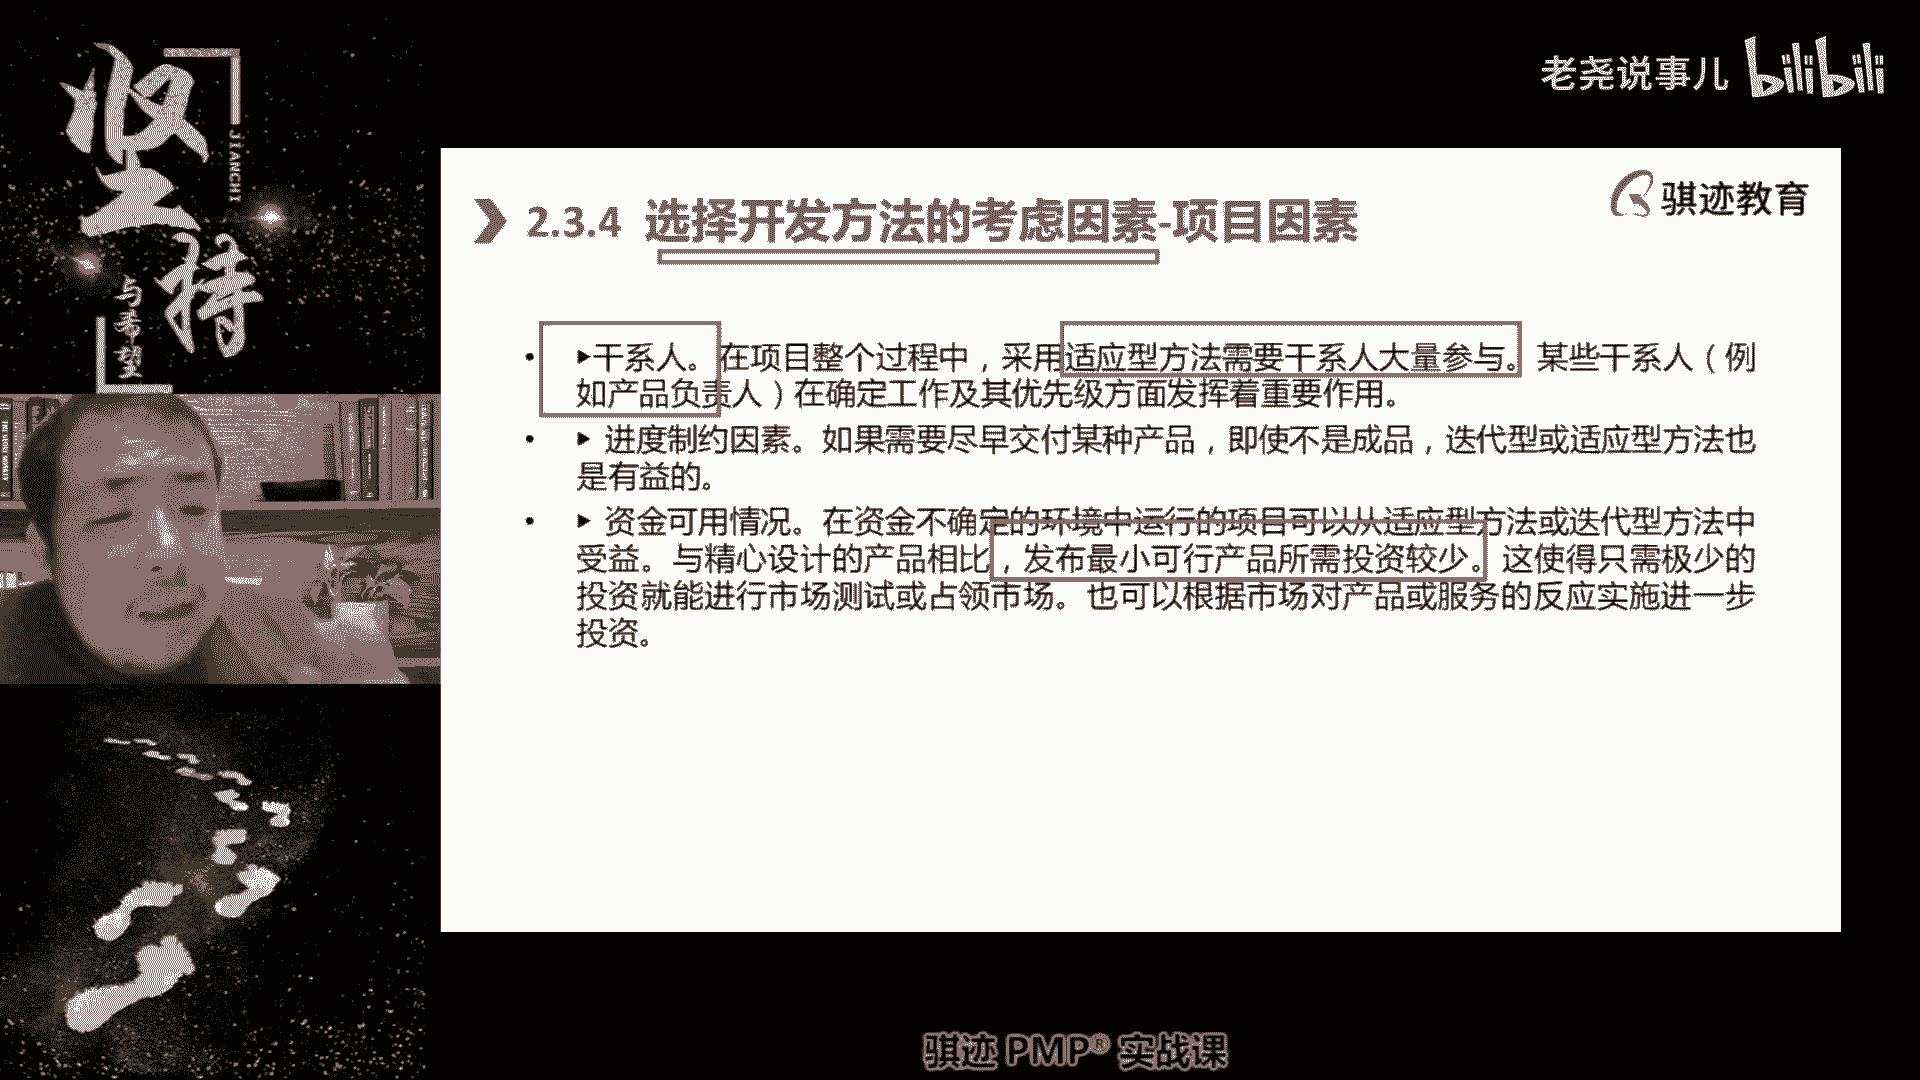 坚持
JIANCHI
与希望
老尧说事儿 bilibili
骐迹教育
2.3.4 选择开发方法的考虑因素-项目因素
• ▶干系人。在项目整个过程中，采用适应型方法需要干系人大量参与。某些干系人（例
如产品负责人）在确定工作及其优先级方面发挥着重要作用。
• ▶ 进度制约因素。如果需要尽早交付某种产品，即使不是成品，迭代型或适应型方法也
是有益的。
• ▶ 资金可用情况。在资金不确定的环境中运行的项目可以从适应型方法或迭代型方法中
受益。与精心设计的产品相比，发布最小可行产品所需投资较少。这使得只需极少的
投资就能进行市场测试或占领市场。也可以根据市场对产品或服务的反应实施进一步
投资。
骐迹 PMP® 实战课